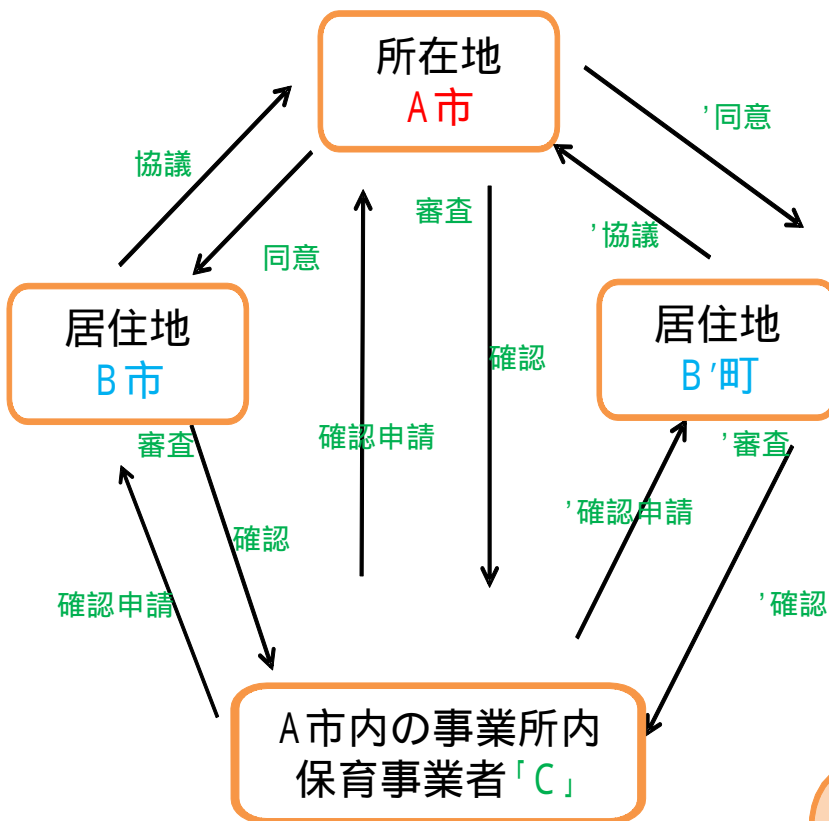 所在地
A市
'同意
協議
審査
'協議
同意
居住地
B市
居住地
B'町
確認
審査
確認申請
'審査
確認
'確認申請
確認申請
'確認
A市内の事業所内
保育事業者「C」